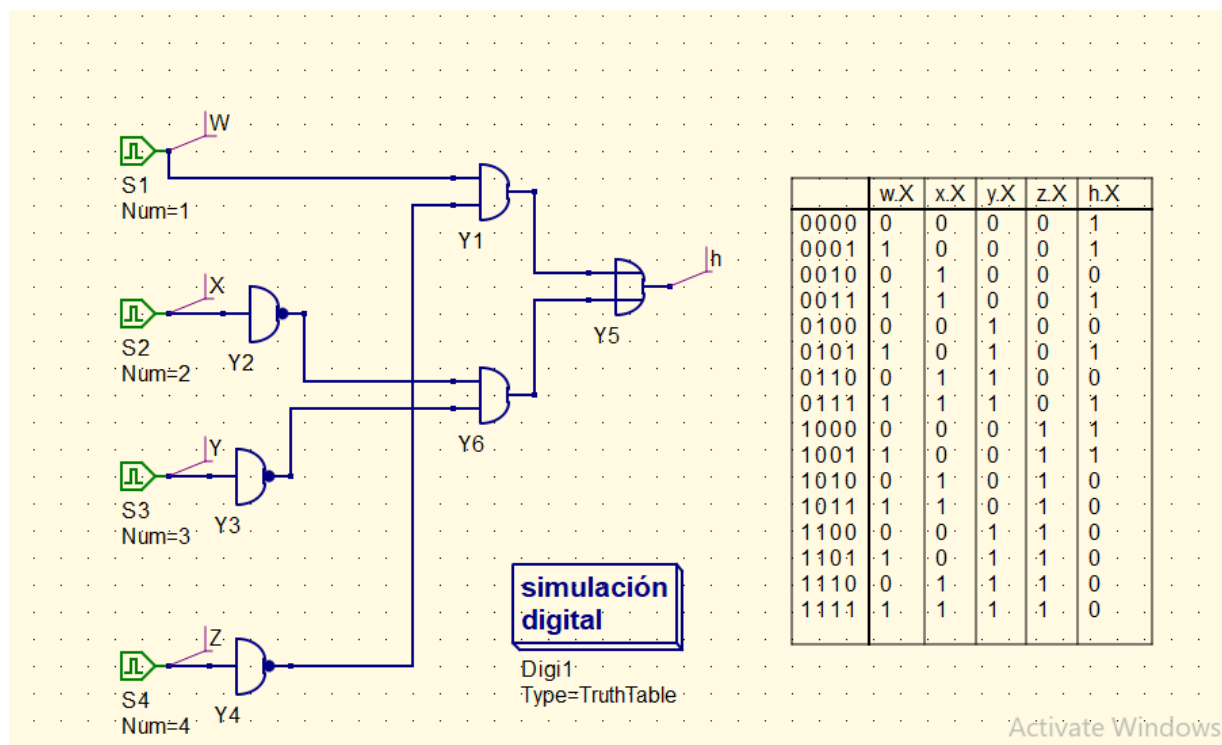 W
S1
Num=1
Y1
X
S2
Num=2
Y2
Y
S3
Num=3
Y3
Z
S4
Num=4
Y4
Y6
Y5
h
simulación
digital
Digi1
Type=TruthTable
w.X x.X y.X z.X h.X
0000 0 0 0 0 1
0001 1 0 0 0 1
0010 0 1 0 0 0
0011 1 1 0 0 1
0100 0 0 1 0 0
0101 1 0 1 0 1
0110 0 1 1 0 0
0111 1 1 1 0 1
1000 0 0 0 1 1
1001 1 0 0 1 1
1010 0 1 0 1 0
1011 1 1 0 1 0
1100 0 0 1 1 0
1101 1 0 1 1 0
1110 0 1 1 1 0
1111 1 1 1 1 0
Activate Windows